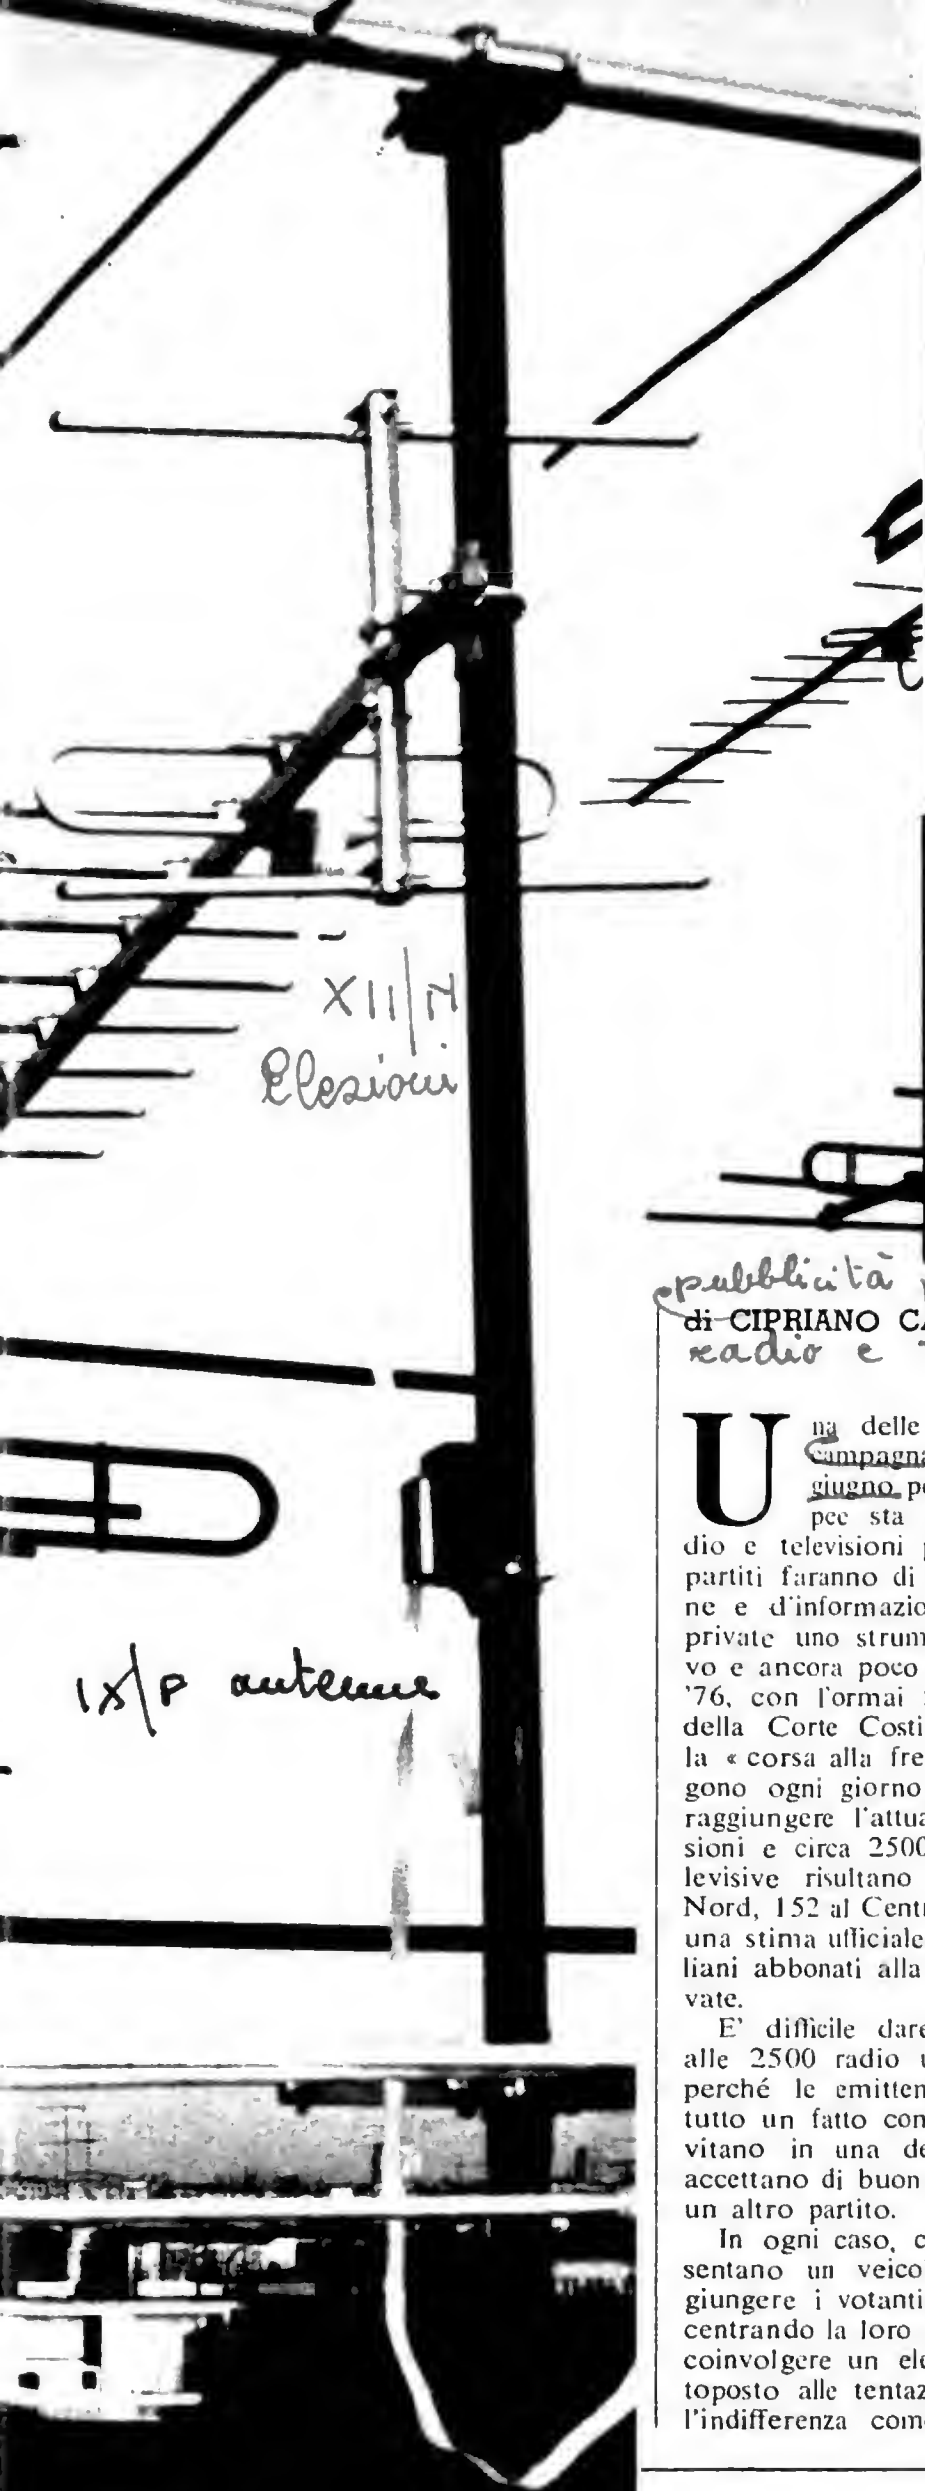 XII/M
Elezioni
IX/P antenne
pubblicità
di CIPRIANO CA
radio e T
Una delle
campagna
giugno pe
pee sta
dio e televisioni p
partiti faranno di
ne e d'informazio
private uno strum
vo e ancora poco
'76, con l'ormai
della Corte Costi
la « corsa alla fre
gono ogni giorno
raggiungere l'attua
sioni e circa 2500
levisive risultano
Nord, 152 al Centr
una stima ufficiale
liani abbonati alla
vate.
E' difficile dare
alle 2500 radio u
perché le emitten
tutto un fatto con
vitano in una de
accettano di buon
un altro partito.
In ogni caso, c
sentano un veico
giungere i votanti
centrando la loro
coinvolgere un ele
toposto alle tentaz
l'indifferenza com